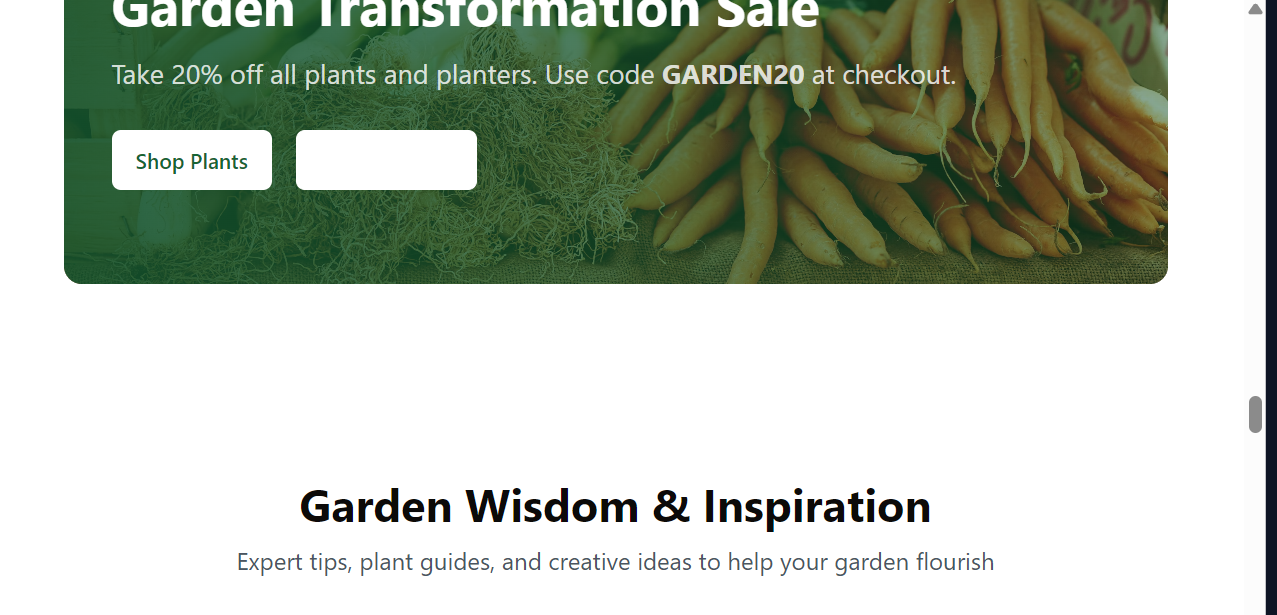 Garden Transformation Sale
Take 20% off all plants and planters. Use code GARDEN20 at checkout.
Shop Plants
Garden Wisdom & Inspiration
Expert tips, plant guides, and creative ideas to help your garden flourish